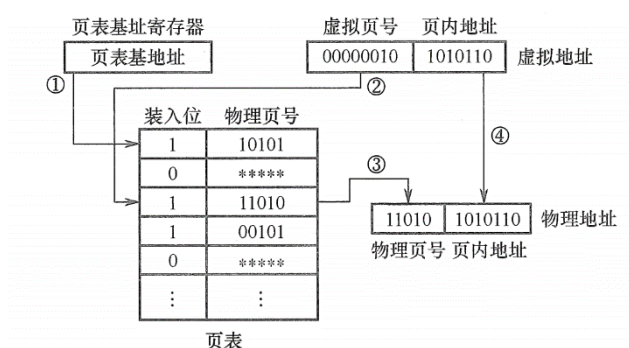 页表基址寄存器
页表基地址
虚拟页号 页内地址
00000010 1010110 虚拟地址
①
②
装入位 物理页号
1 10101
0 *****
1 11010
1 00101
0 *****
⋮ ⋮
页表
③
④
11010 1010110 物理地址
物理页号 页内地址